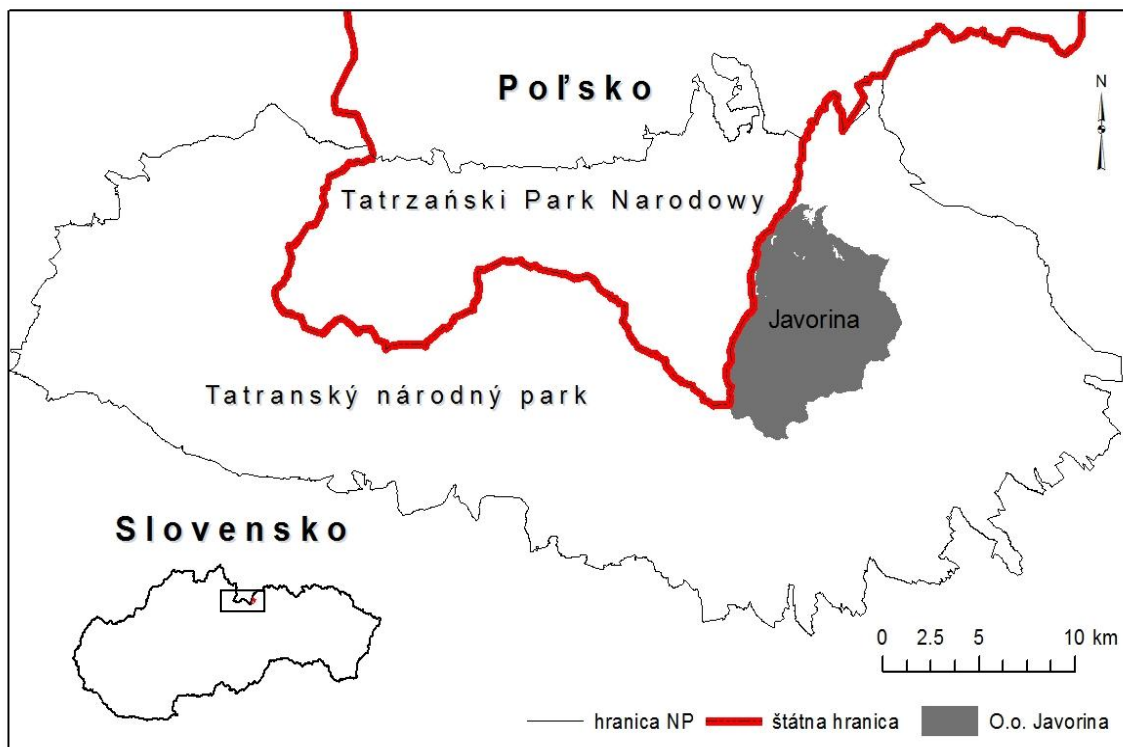 Poľsko
N
Tatrzański Park Narodowy
Javorina
Tatranský národný park
Slovensko
0 2.5 5 10 km
hranica NP štátna hranica O.o. Javorina